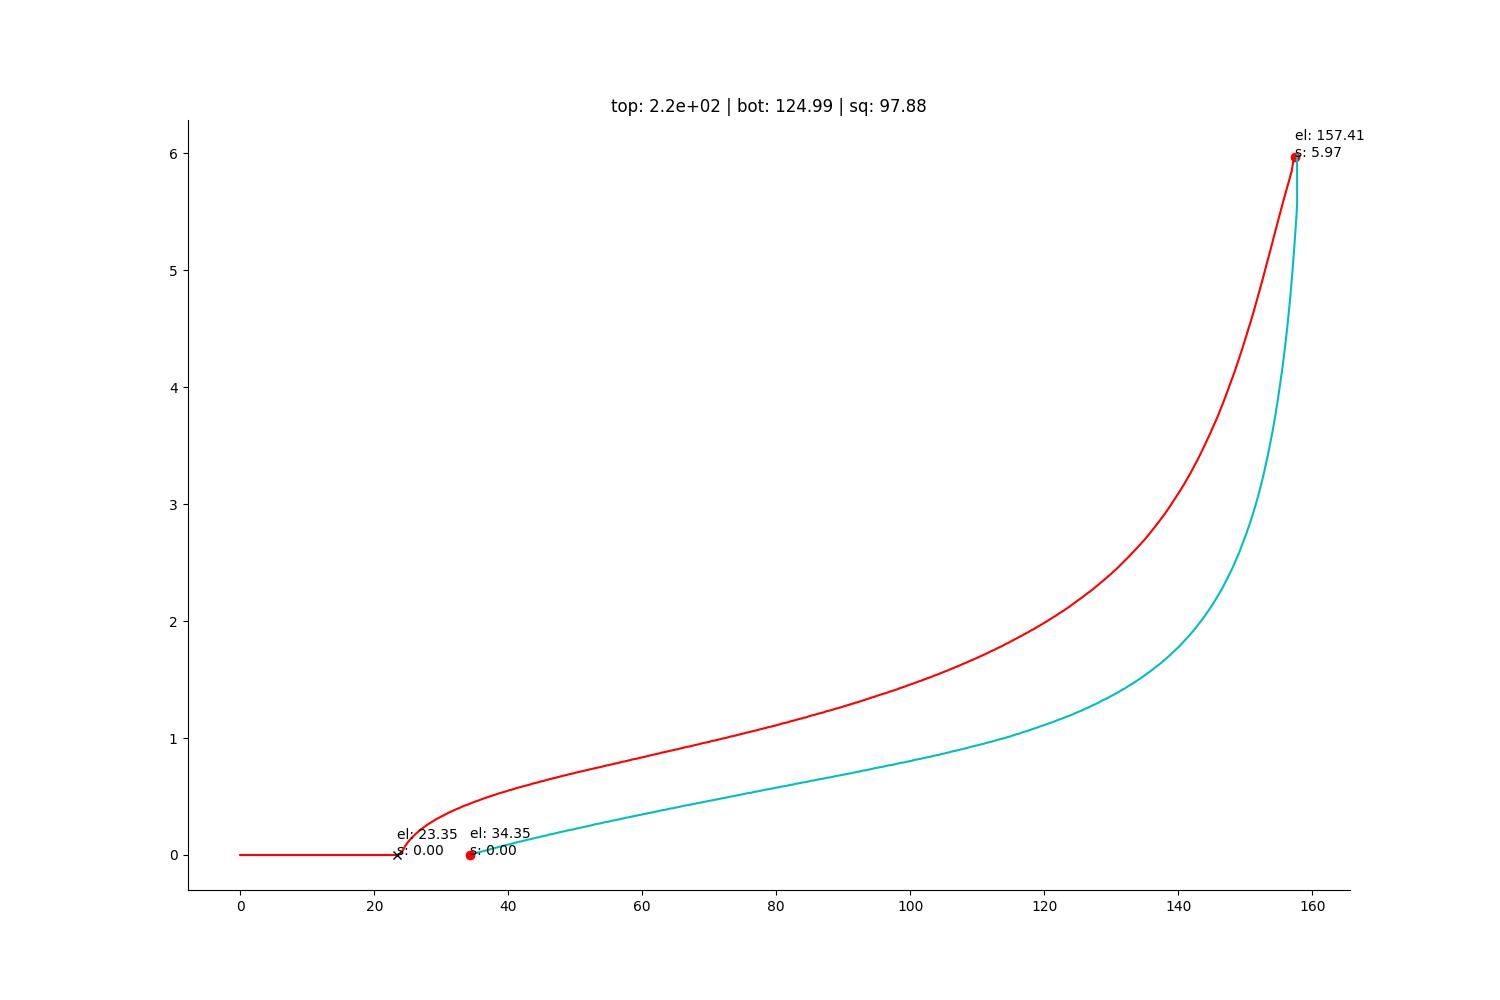 top: 2.2e+02 | bot: 124.99 | sq: 97.88
el: 157.41
s: 5.97
6
5
4
3
2
1
0
el: 23.35
s: 0.00
el: 34.35
s: 0.00
0
20
40
60
80
100
120
140
160